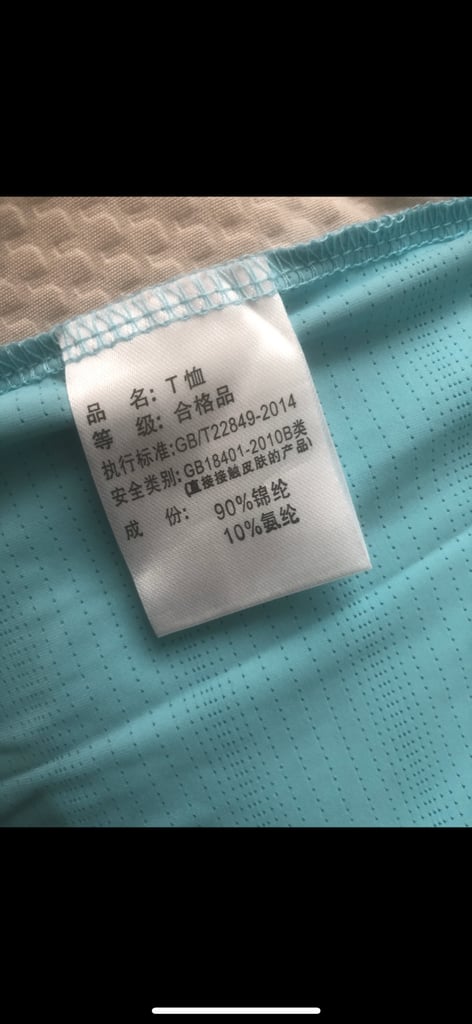 品 名: T恤
等 级: 合格品
执行标准:GB/T22849-2014
安全类别:GB18401-2010B类
(直接接触皮肤的产品)
成 份: 90%锦纶
10%氨纶